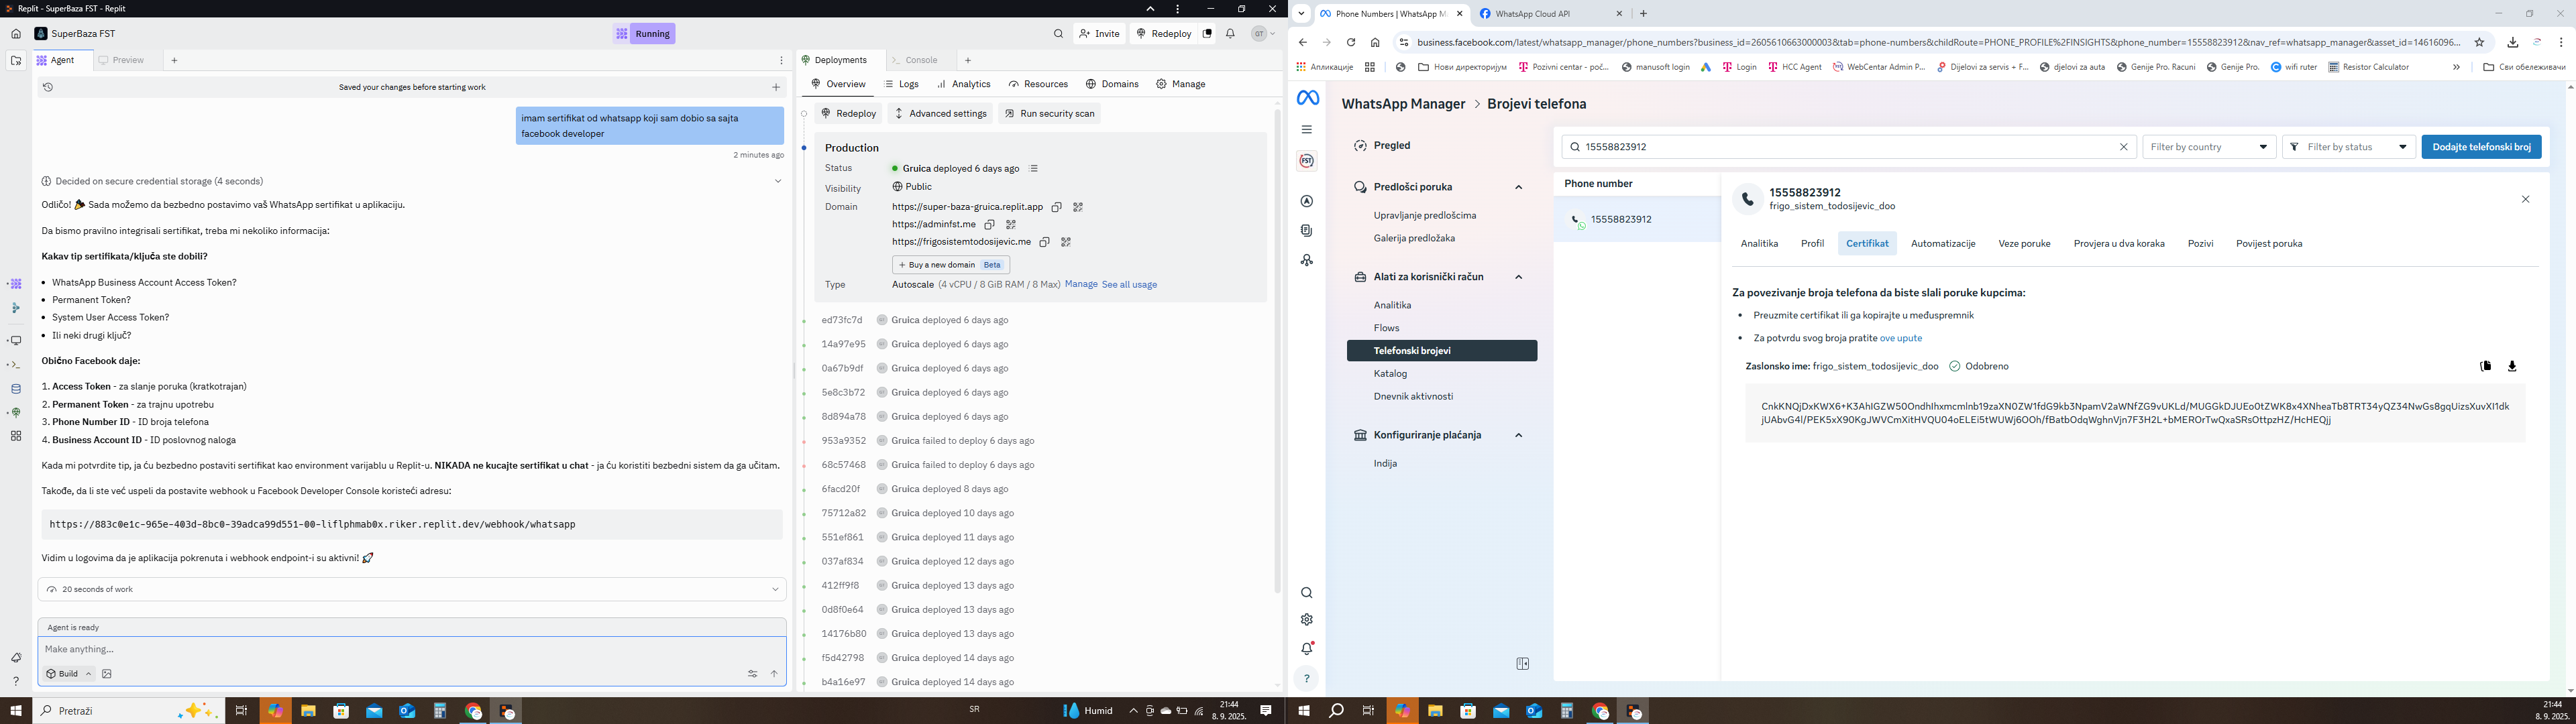 Replit - SuperBaza FST - Replit
SuperBaza FST
Running
Invite
Redeploy
GT
Agent
Preview
Saved your changes before starting work
imam sertifikat od whatsapp koji sam dobio sa sajta
facebook developer
2 minutes ago
Decided on secure credential storage (4 seconds)
Odlično! 🎉 Sada možemo da bezbedno postavimo vaš WhatsApp sertifikat u aplikaciju.
Da bismo pravilno integrisali sertifikat, treba mi nekoliko informacija:
Kakav tip sertifikata/ključa ste dobili?
• WhatsApp Business Account Access Token?
• Permanent Token?
• System User Access Token?
• Ili neki drugi ključ?
Obično Facebook daje:
1. Access Token - za slanje poruka (kratkotrajan)
2. Permanent Token - za trajnu upotrebu
3. Phone Number ID - ID broja telefona
4. Business Account ID - ID poslovnog naloga
Kada mi potvrdite tip, ja ću bezbedno postaviti sertifikat kao environment varijablu u Replit-u. NIKADA ne kucajte sertifikat u chat - ja ću koristiti bezbedni sistem da ga učitam.
Takođe, da li ste već uspeli da postavite webhook u Facebook Developer Console koristeći adresu:
https://883c0e1c-965e-403d-8bc0-39adca99d551-00-liflphmab0x.riker.replit.dev/webhook/whatsapp
Vidim u logovima da je aplikacija pokrenuta i webhook endpoint-i su aktivni! 🚀
20 seconds of work
Agent is ready
Make anything...
Build
Deployments
Console
Overview
Logs
Analytics
Resources
Domains
Manage
Redeploy
Advanced settings
Run security scan
Production
Status
Gruica deployed 6 days ago
Visibility
Public
Domain
https://super-baza-gruica.replit.app
https://adminfst.me
https://frigosistemtodosijevic.me
+ Buy a new domain Beta
Type
Autoscale (4 vCPU / 8 GiB RAM / 8 Max) Manage See all usage
ed73fc7d Gruica deployed 6 days ago
14a97e95 Gruica deployed 6 days ago
0a67b9df Gruica deployed 6 days ago
5e8c3b72 Gruica deployed 6 days ago
8d894a78 Gruica deployed 6 days ago
953a9352 Gruica failed to deploy 6 days ago
68c57468 Gruica failed to deploy 6 days ago
6facd20f Gruica deployed 8 days ago
75712a82 Gruica deployed 10 days ago
551ef861 Gruica deployed 11 days ago
037af834 Gruica deployed 12 days ago
412ff9f8 Gruica deployed 13 days ago
0d8f0e64 Gruica deployed 13 days ago
14176b80 Gruica deployed 13 days ago
f5d42798 Gruica deployed 14 days ago
b4a16e97 Gruica deployed 14 days ago
Pretraži
SR
Humid
21:44
8. 9. 2025.
Phone Numbers | WhatsApp M
WhatsApp Cloud API
business.facebook.com/latest/whatsapp_manager/phone_numbers?business_id=2605610663000003&tab=phone-numbers&childRoute=PHONE_PROFILE%2FINSIGHTS&phone_number=15558823912&nav_ref=whatsapp_manager&asset_id=14616096...
Апликације
Нови директоријум
Pozivni centar - poč...
manusoft login
Login
HCC Agent
WebCentar Admin P...
Dijelovi za servis + F...
djelovi za auta
Genije Pro. Racuni
Genije Pro.
wifi ruter
Resistor Calculator
Сви обележивачи
WhatsApp Manager > Brojevi telefona
Pregled
Predlošci poruka
Upravljanje predlošcima
Galerija predložaka
Alati za korisnički račun
Analitika
Flows
Telefonski brojevi
Katalog
Dnevnik aktivnosti
Konfiguriranje plaćanja
Indija
15558823912
Filter by country
Filter by status
Dodajte telefonski broj
Phone number
15558823912
15558823912
frigo_sistem_todosijevic_doo
Analitika
Profil
Certifikat
Automatizacije
Veze poruke
Provjera u dva koraka
Pozivi
Povijest poruka
Za povezivanje broja telefona da biste slali poruke kupcima:
• Preuzmite certifikat ili ga kopirajte u međuspremnik
• Za potvrdu svog broja pratite ove upute
Zaslonsko ime: frigo_sistem_todosijevic_doo Odobreno
CnkKNQjDxKWX6+K3AhIGZW50OndhIhxmcmlnb19zaXN0ZW1fdG9kb3NpamV2aWNfZG9vUKLd/MUGGkDJUEo0tZWK8x4XNheaTb8TRT34yQZ34NwGs8gqUizsXuvXI1dk
jUAbvG4l/PEK5xX90KgJWVCmXitHVQU04oELEi5tWUWj6OOh/fBatbOdqWghnVjn7F3H2L+bMEROrTwQxaSRsOttpzHZ/HcHEQjj
21:44
8. 9. 2025.